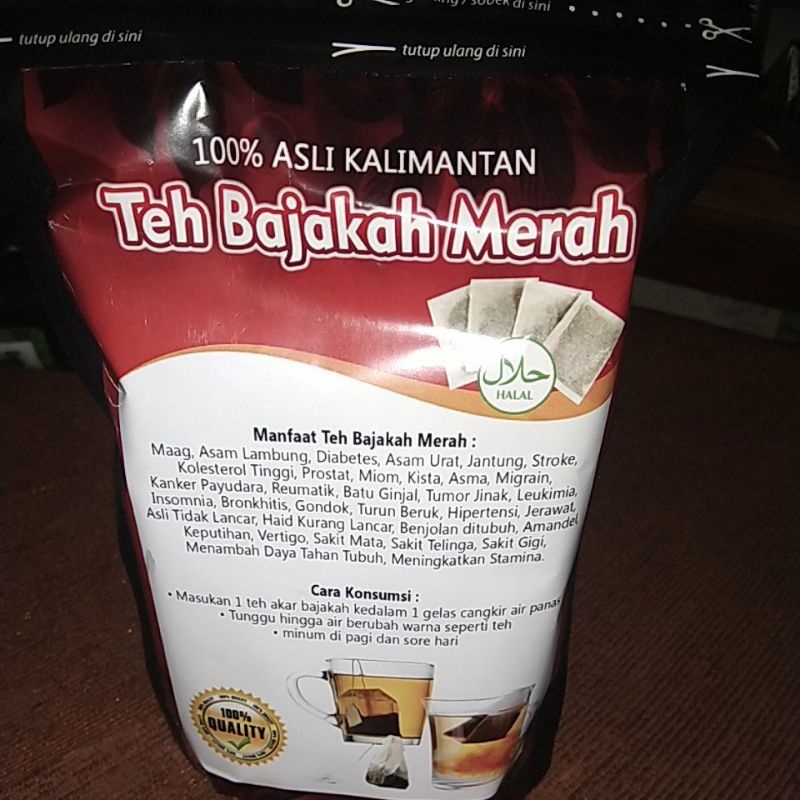 di sini
tutup ulang di sini
tutup ulang di sini
100% ASLI KALIMANTAN
Teh Bajakah Merah
حلال
HALAL
Manfaat Teh Bajakah Merah :
Maag, Asam Lambung, Diabetes, Asam Urat, Jantung, Stroke,
Kolesterol Tinggi, Prostat, Miom, Kista, Asma, Migrain,
Kanker Payudara, Reumatik, Batu Ginjal, Tumor Jinak, Leukimia,
Insomnia, Bronkhitis, Gondok, Turun Beruk, Hipertensi, Jerawat,
Asli Tidak Lancar, Haid Kurang Lancar, Benjolan ditubuh, Amandel,
Keputihan, Vertigo, Sakit Mata, Sakit Telinga, Sakit Gigi,
Menambah Daya Tahan Tubuh, Meningkatkan Stamina.
Cara Konsumsi :
• Masukan 1 teh akar bajakah kedalam 1 gelas cangkir air panas
• Tunggu hingga air berubah warna seperti teh
• minum di pagi dan sore hari
100%
QUALITY